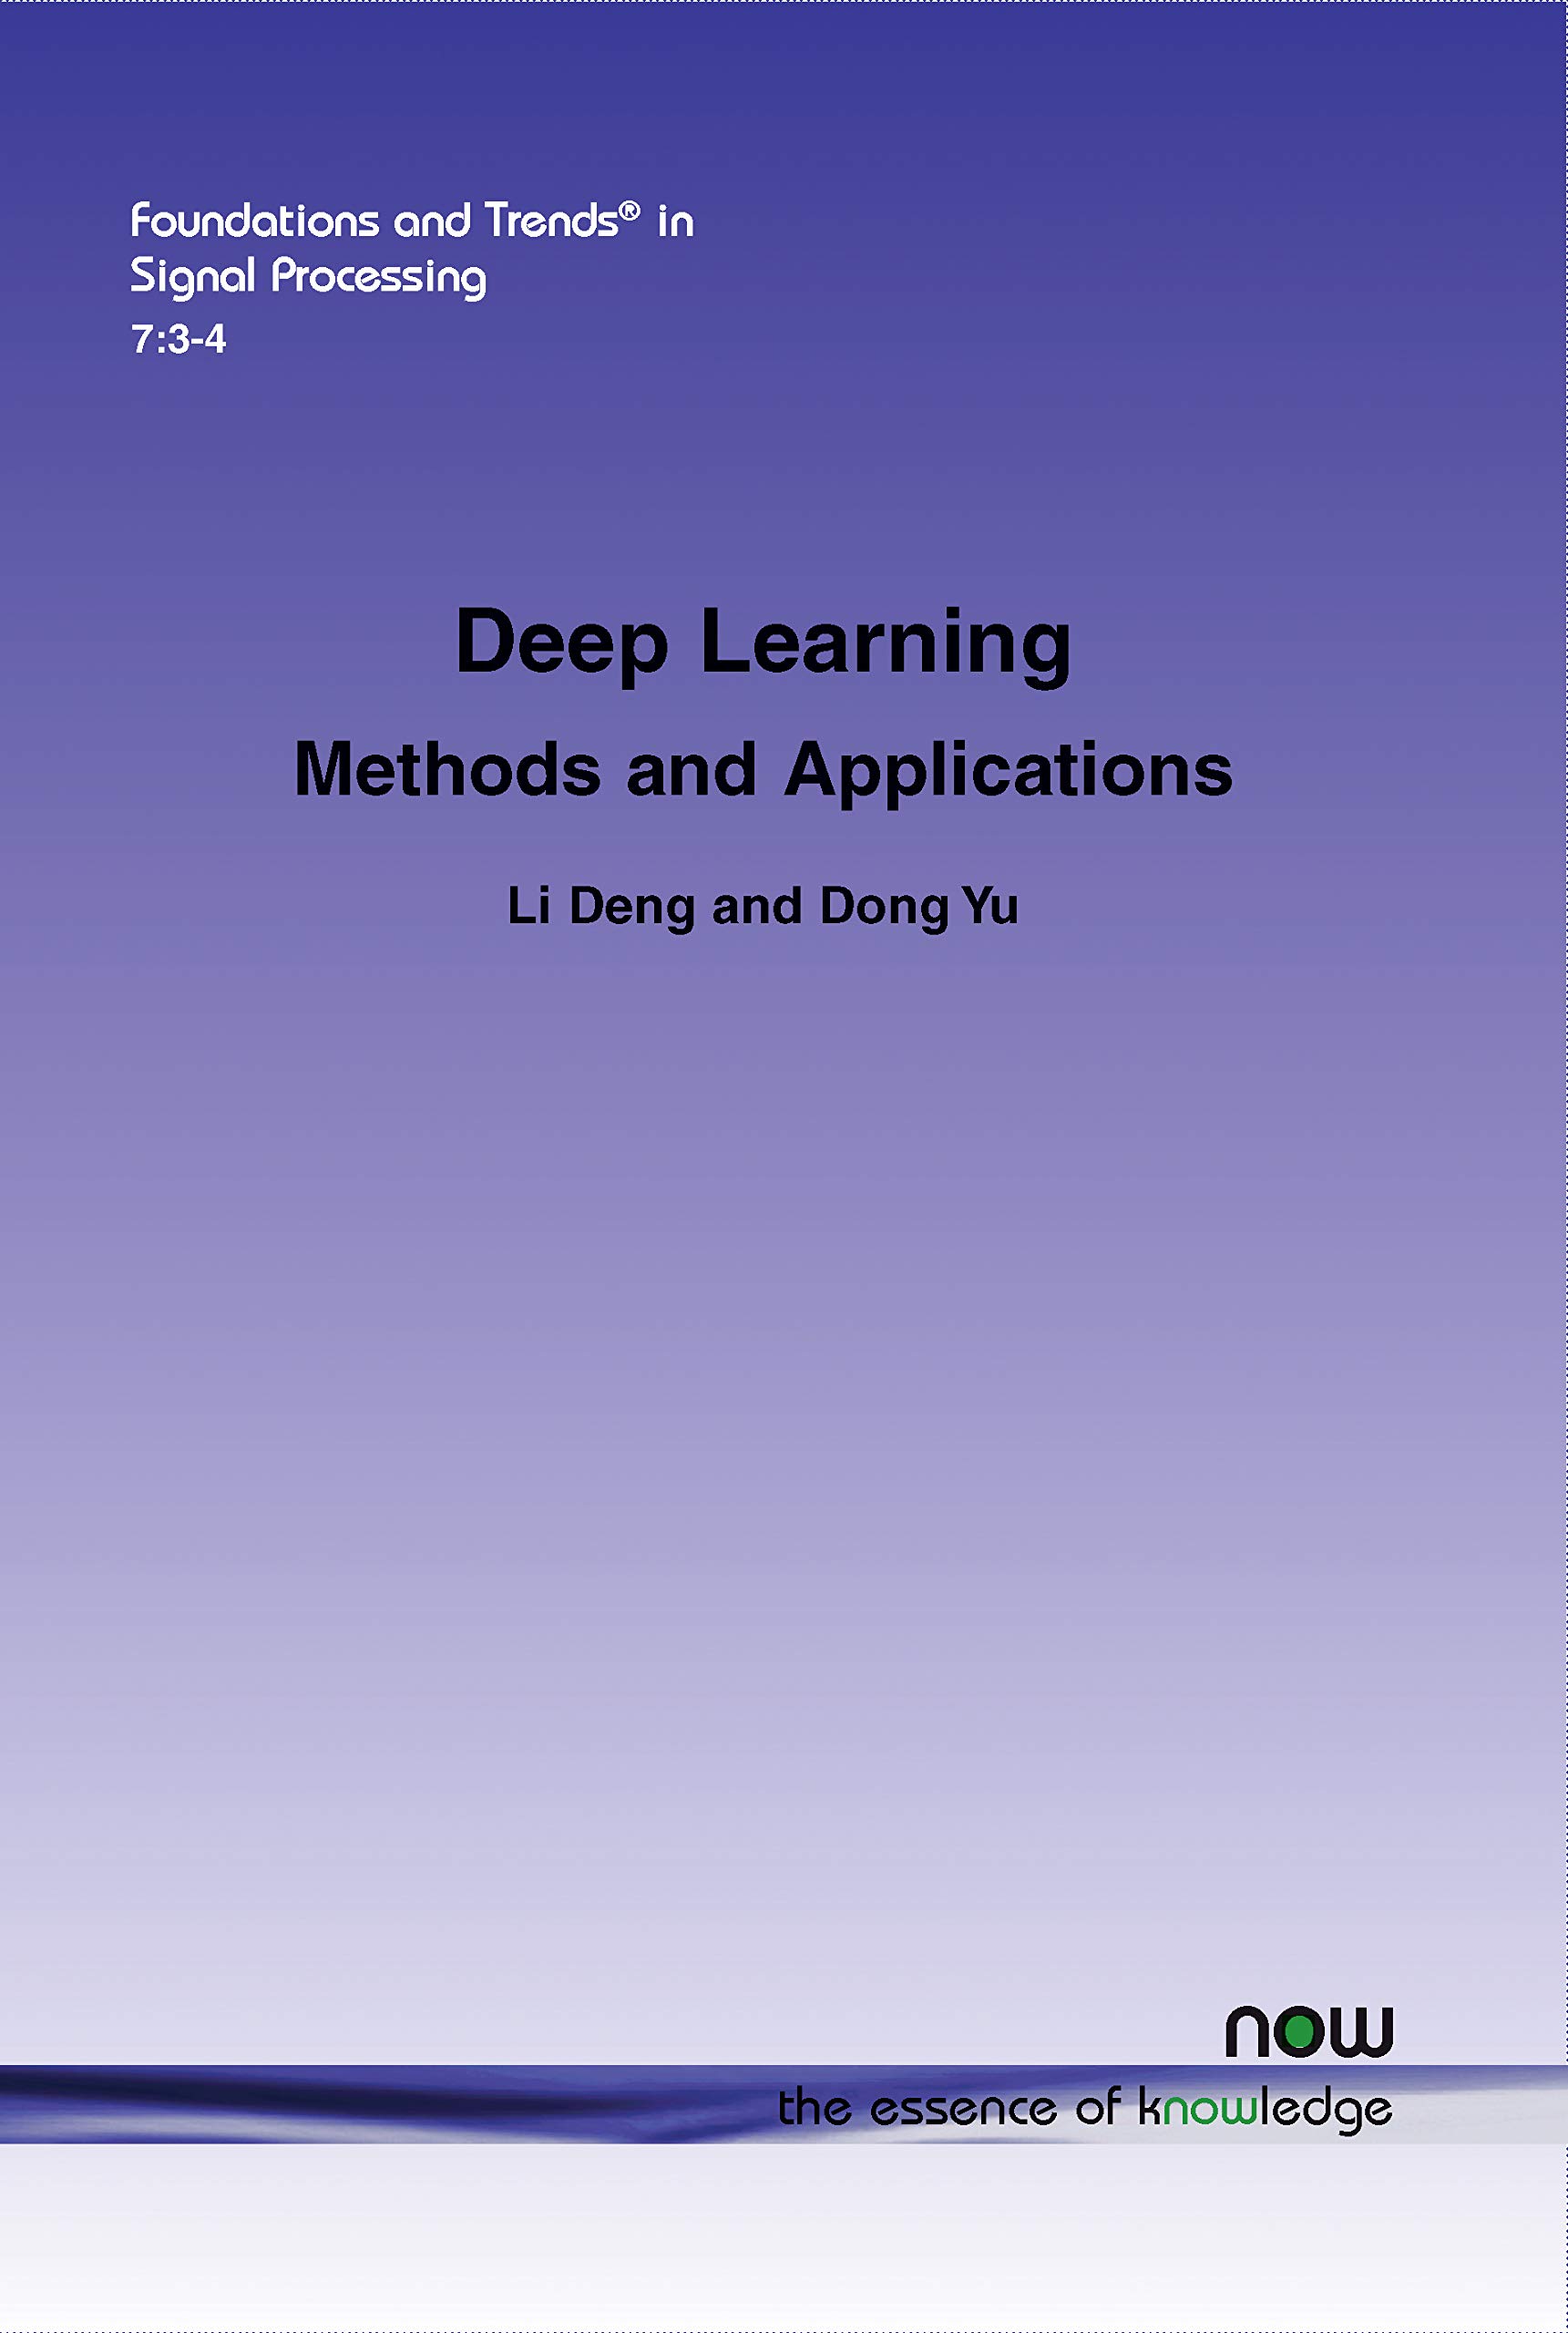 Foundations and Trends® in
Signal Processing
7:3-4
Deep Learning
Methods and Applications
Li Deng and Dong Yu
now
the essence of knowledge